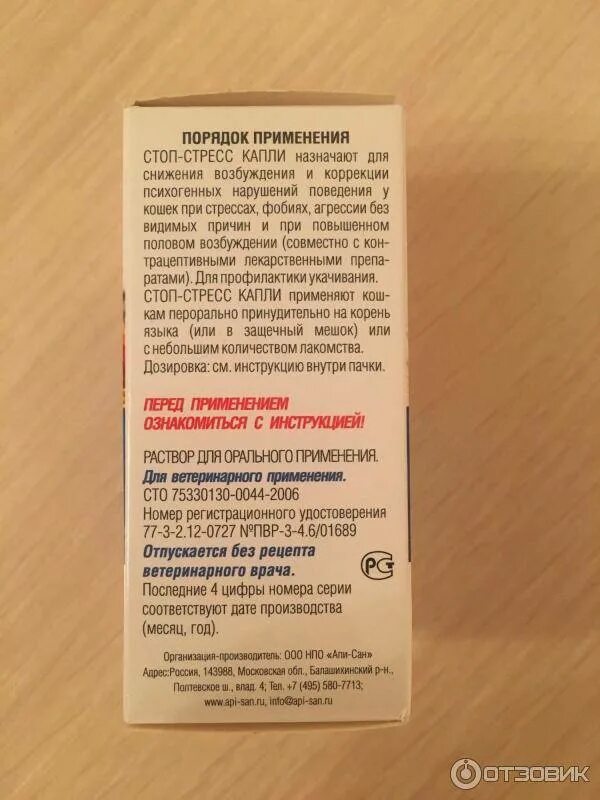 ПОРЯДОК ПРИМЕНЕНИЯ
СТОП-СТРЕСС КАПЛИ назначают для
снижения возбуждения и коррекции
психогенных нарушений поведения у
кошек при стрессах, фобиях, агрессии без
видимых причин и при повышенном
половом возбуждении (совместно с кон-
трацептивными лекарственными препа-
ратами). Для профилактики укачивания.
СТОП-СТРЕСС КАПЛИ применяют кош-
кам перорально принудительно на корень
языка (или в защечный мешок) или
с небольшим количеством лакомства.
Дозировка: см. инструкцию внутри пачки.
ПЕРЕД ПРИМЕНЕНИЕМ
ОЗНАКОМИТЬСЯ С ИНСТРУКЦИЕЙ!
РАСТВОР ДЛЯ ОРАЛЬНОГО ПРИМЕНЕНИЯ.
Для ветеринарного применения.
СТО 75330130-0044-2006
Номер регистрационного удостоверения
77-3-2.12-0727 №ПВР-3-4.6/01689
Отпускается без рецепта
ветеринарного врача.
РСТ
Последние 4 цифры номера серии
соответствуют дате производства
(месяц, год).
Организация-производитель: ООО НПО «Апи-Сан»
Адрес:Россия, 143988, Московская обл., Балашихинский р-н.,
Полтевское ш., влад. 4; Тел. +7 (495) 580-7713;
www.api-san.ru, info@api-san.ru
ОТЗОВИК